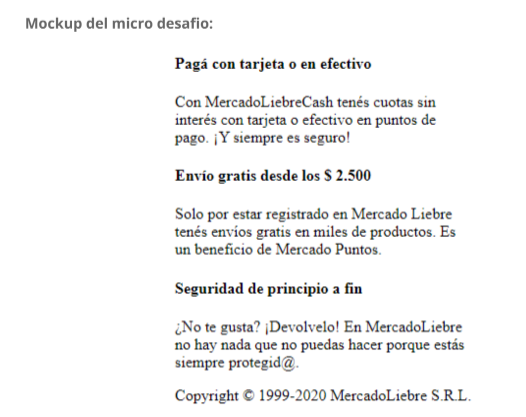 Mockup del micro desafio:
Pagá con tarjeta o en efectivo
Con MercadoLiebreCash tenés cuotas sin
interés con tarjeta o efectivo en puntos de
pago. ¡Y siempre es seguro!
Envío gratis desde los $ 2.500
Solo por estar registrado en Mercado Liebre
tenés envíos gratis en miles de productos. Es
un beneficio de Mercado Puntos.
Seguridad de principio a fin
¿No te gusta? ¡Devolvelo! En MercadoLiebre
no hay nada que no puedas hacer porque estás
siempre protegid@.
Copyright © 1999-2020 MercadoLiebre S.R.L.